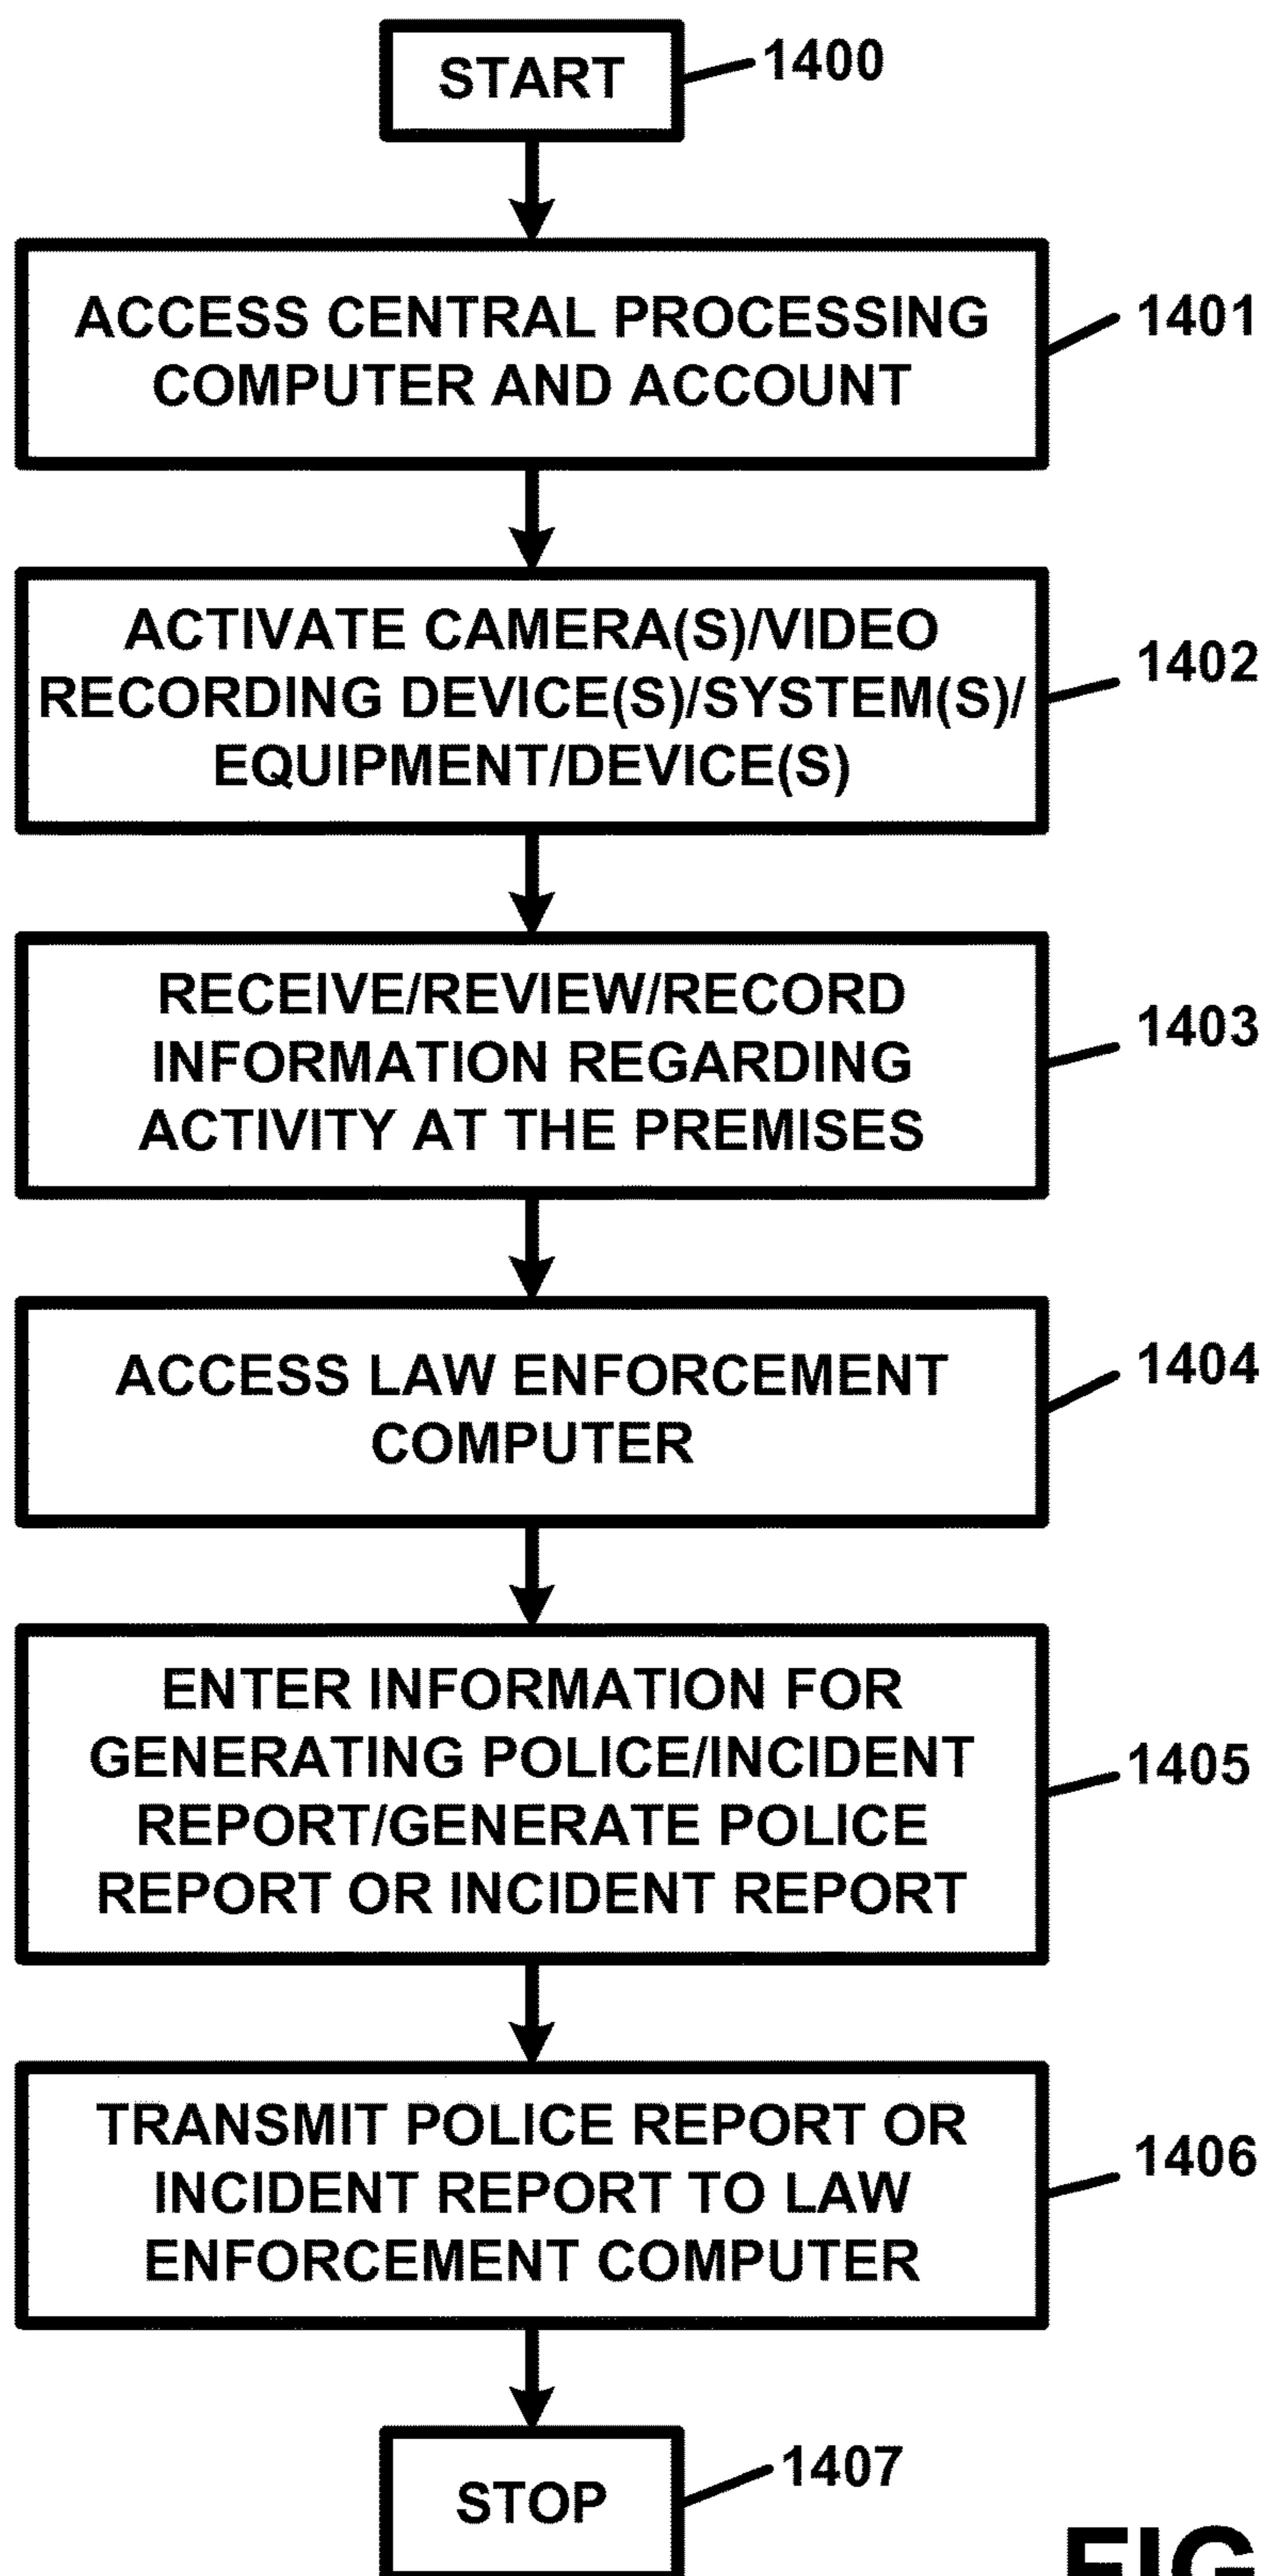 START
1400
ACCESS CENTRAL PROCESSING
COMPUTER AND ACCOUNT
1401
ACTIVATE CAMERA(S)/VIDEO
RECORDING DEVICE(S)/SYSTEM(S)/
EQUIPMENT/DEVICE(S)
1402
RECEIVE/REVIEW/RECORD
INFORMATION REGARDING
ACTIVITY AT THE PREMISES
1403
ACCESS LAW ENFORCEMENT
COMPUTER
1404
ENTER INFORMATION FOR
GENERATING POLICE/INCIDENT
REPORT/GENERATE POLICE
REPORT OR INCIDENT REPORT
1405
TRANSMIT POLICE REPORT OR
INCIDENT REPORT TO LAW
ENFORCEMENT COMPUTER
1406
STOP
1407
FIG